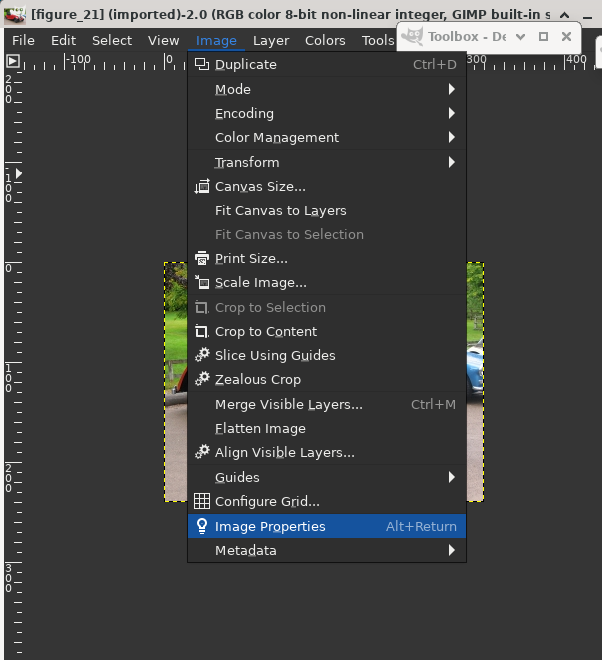 [figure_21] (imported)-2.0 (RGB color 8-bit non-linear integer, GIMP built-in s
File Edit Select View Image Layer Colors Tools
Toolbox - De
-100 0 300 400
Duplicate Ctrl+D
Mode
Encoding
Color Management
Transform
Canvas Size...
Fit Canvas to Layers
Fit Canvas to Selection
Print Size...
Scale Image...
Crop to Selection
Crop to Content
Slice Using Guides
Zealous Crop
Merge Visible Layers... Ctrl+M
Flatten Image
Align Visible Layers...
Guides
Configure Grid...
Image Properties Alt+Return
Metadata
200
-100
0
100
200
300